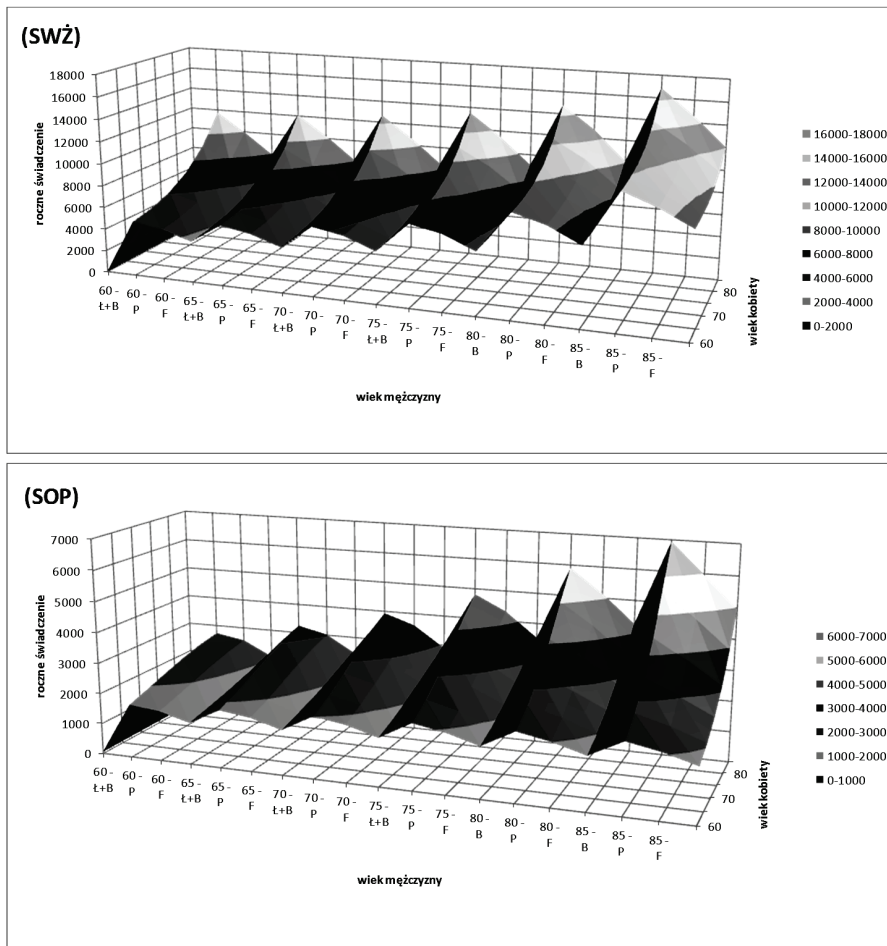 (SWŻ)
18000
16000
14000
12000
10000
8000
6000
4000
2000
0
roczne świadczenie
60 - Ł+B
60 - P
60 - F
65 - Ł+B
65 - P
65 - F
70 - Ł+B
70 - P
70 - F
75 - Ł+B
75 - P
75 - F
80 - B
80 - P
80 - F
85 - B
85 - P
85 - F
wiek mężczyzny
80
70
60
wiek kobiety
16000-18000
14000-16000
12000-14000
10000-12000
8000-10000
6000-8000
4000-6000
2000-4000
0-2000
(SOP)
7000
6000
5000
4000
3000
2000
1000
0
roczne świadczenie
60 - Ł+B
60 - P
60 - F
65 - Ł+B
65 - P
65 - F
70 - Ł+B
70 - P
70 - F
75 - Ł+B
75 - P
75 - F
80 - B
80 - P
80 - F
85 - B
85 - P
85 - F
wiek mężczyzny
80
70
60
wiek kobiety
6000-7000
5000-6000
4000-5000
3000-4000
2000-3000
1000-2000
0-1000